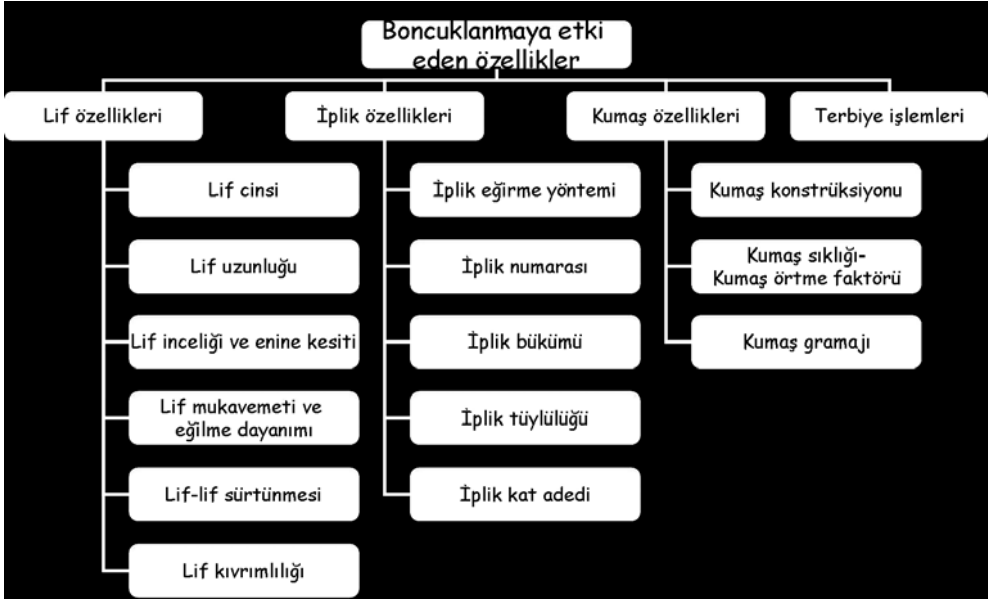 Boncuklanmaya etki
eden özellikler
Lif özellikleri
İplik özellikleri
Kumaş özellikleri
Terbiye işlemleri
Lif cinsi
Lif uzunluğu
Lif inceliği ve enine kesiti
Lif mukavemeti ve
eğilme dayanımı
Lif-lif sürtünmesi
Lif kıvrımlılığı
İplik eğirme yöntemi
İplik numarası
İplik bükümü
İplik tüylülüğü
İplik kat adedi
Kumaş konstrüksiyonu
Kumaş sıklığı-
Kumaş örtme faktörü
Kumaş gramajı